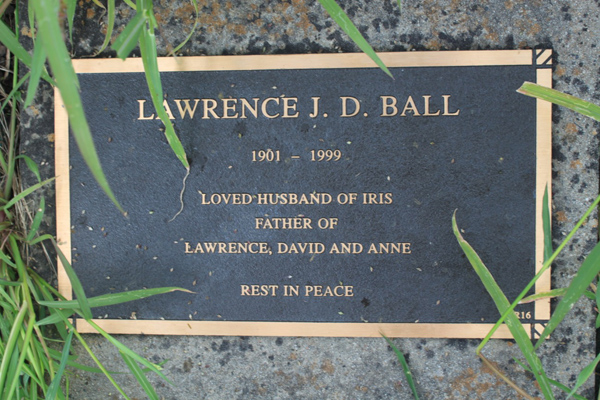 LAWRENCE J. D. BALL
1901 – 1999
LOVED HUSBAND OF IRIS
FATHER OF
LAWRENCE, DAVID AND ANNE
REST IN PEACE